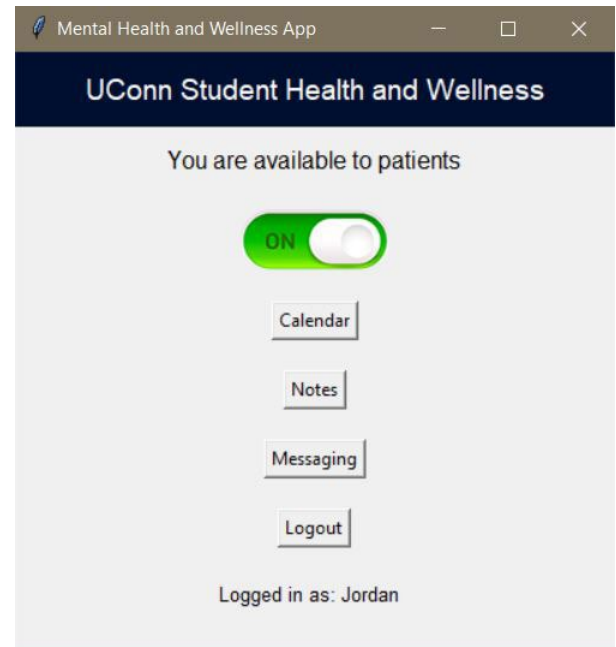 Mental Health and Wellness App
UConn Student Health and Wellness
You are available to patients
ON
Calendar
Notes
Messaging
Logout
Logged in as: Jordan